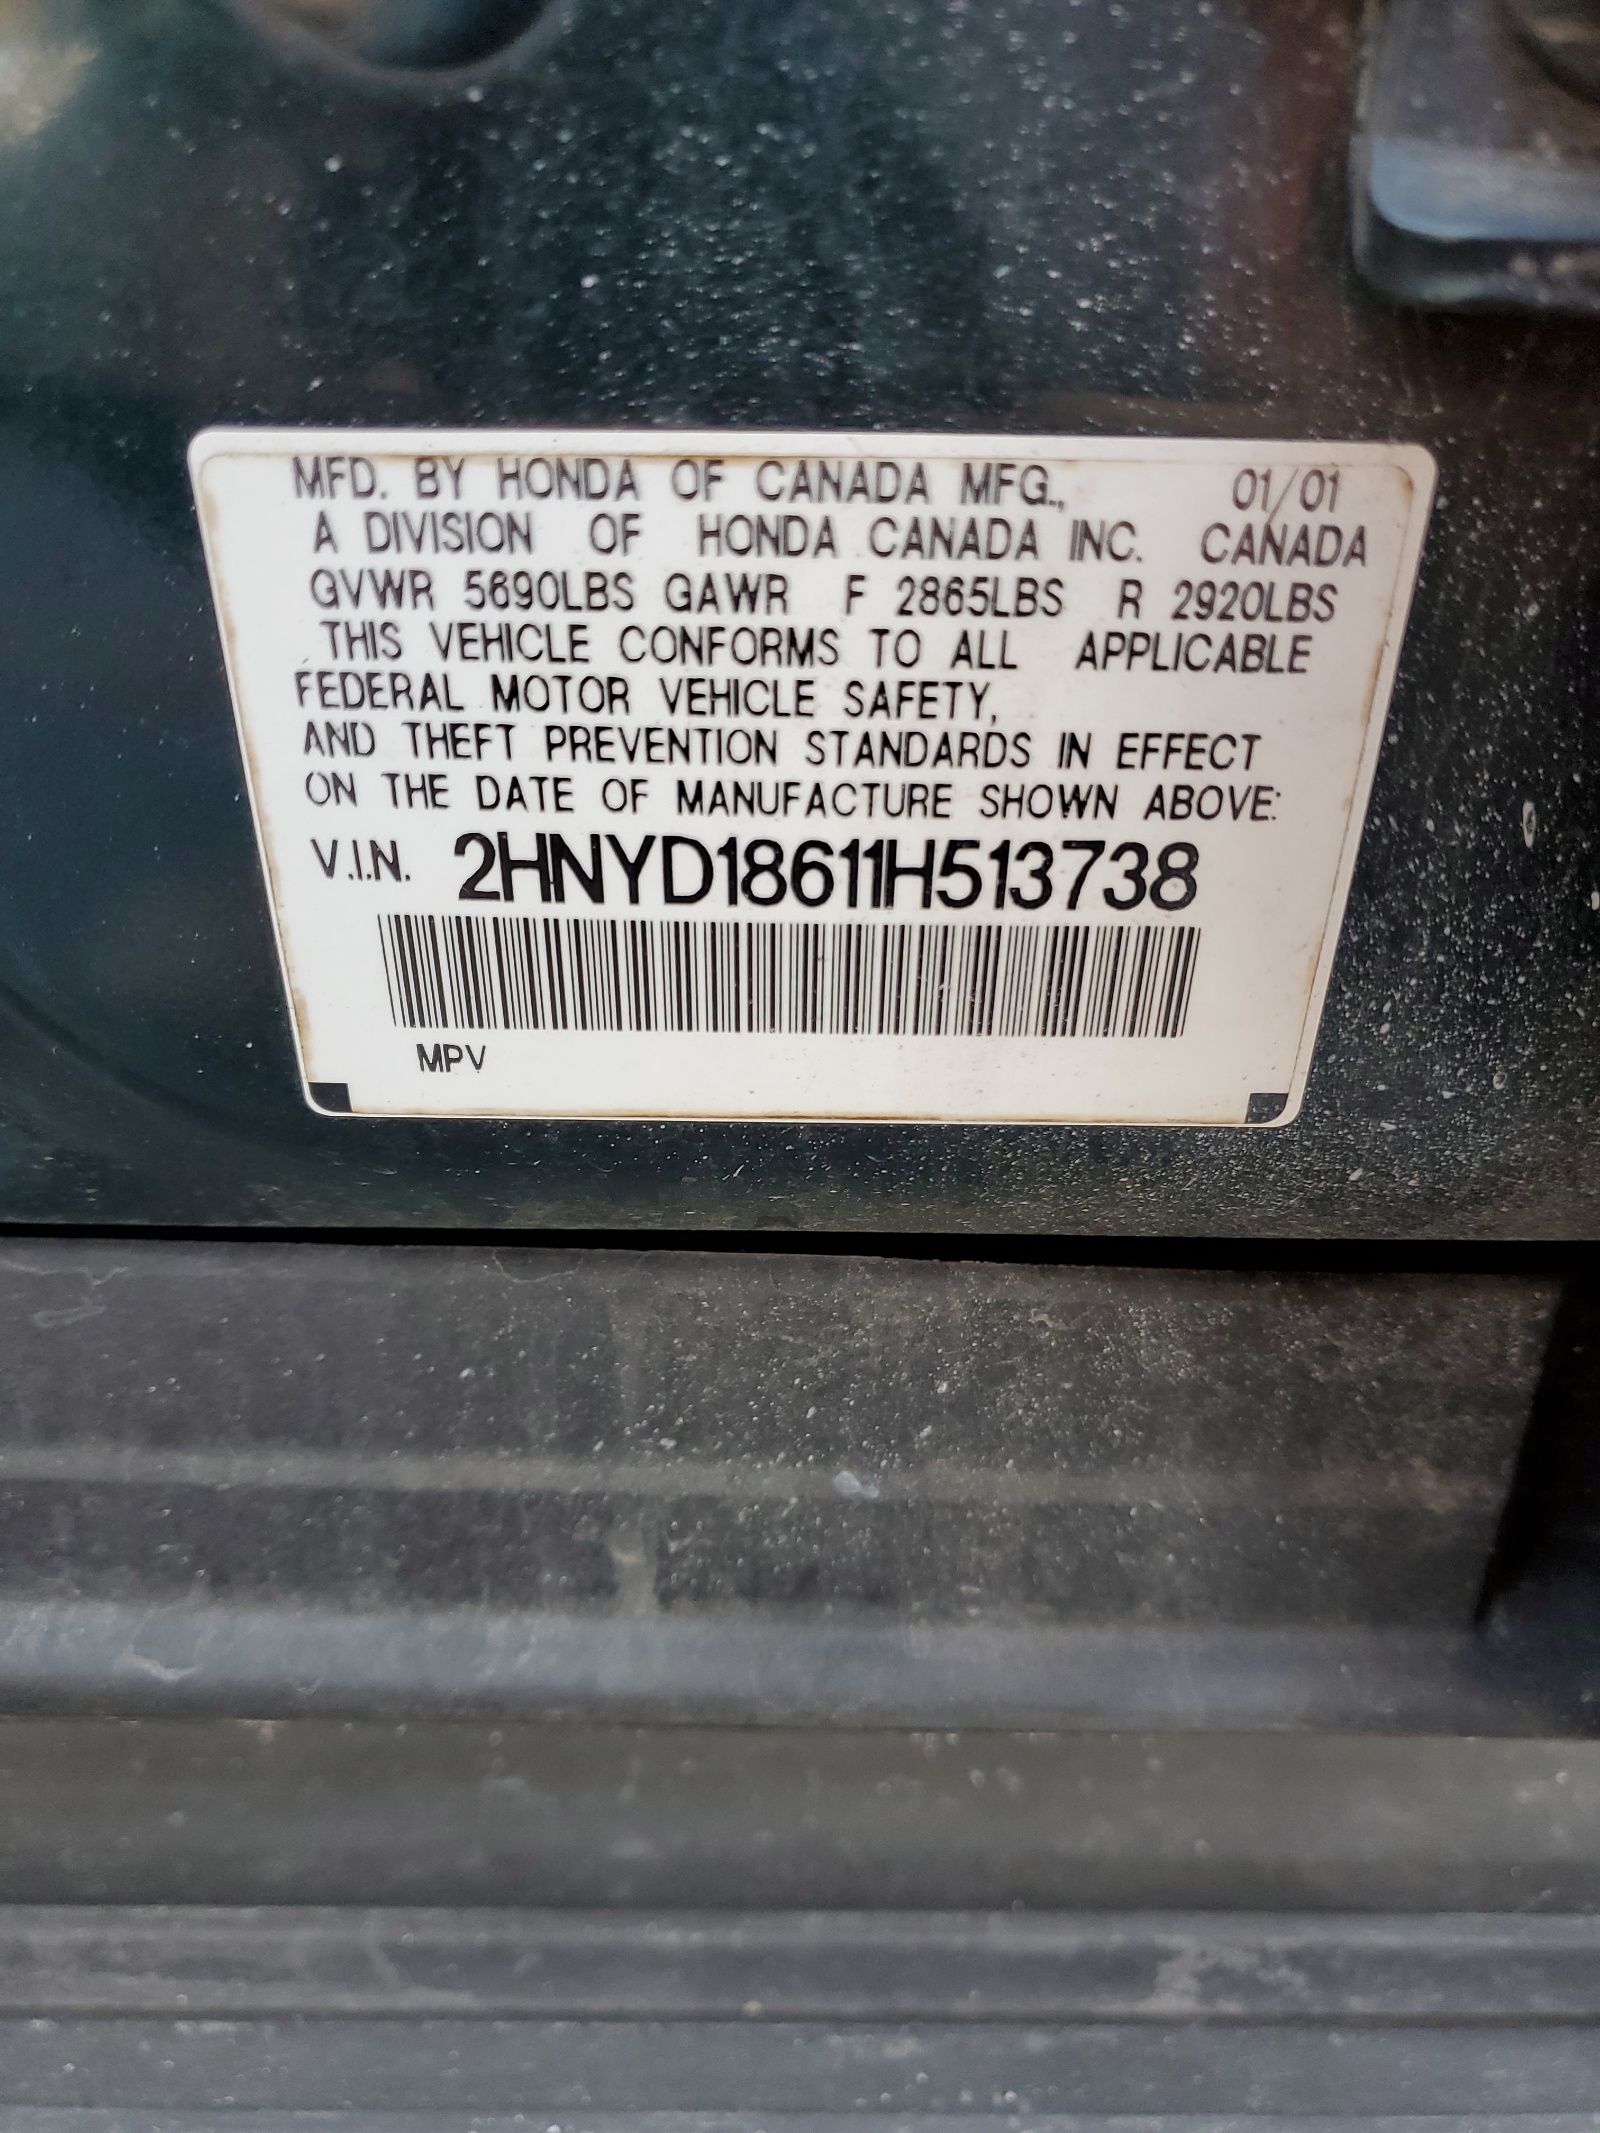 MFD. BY HONDA OF CANADA MFG., 01/01
A DIVISION OF HONDA CANADA INC. CANADA
GVWR 5690LBS GAWR F 2865LBS R 2920LBS
THIS VEHICLE CONFORMS TO ALL APPLICABLE
FEDERAL MOTOR VEHICLE SAFETY,
AND THEFT PREVENTION STANDARDS IN EFFECT
ON THE DATE OF MANUFACTURE SHOWN ABOVE:
V.I.N. 2HNYD18611H513738
MPV